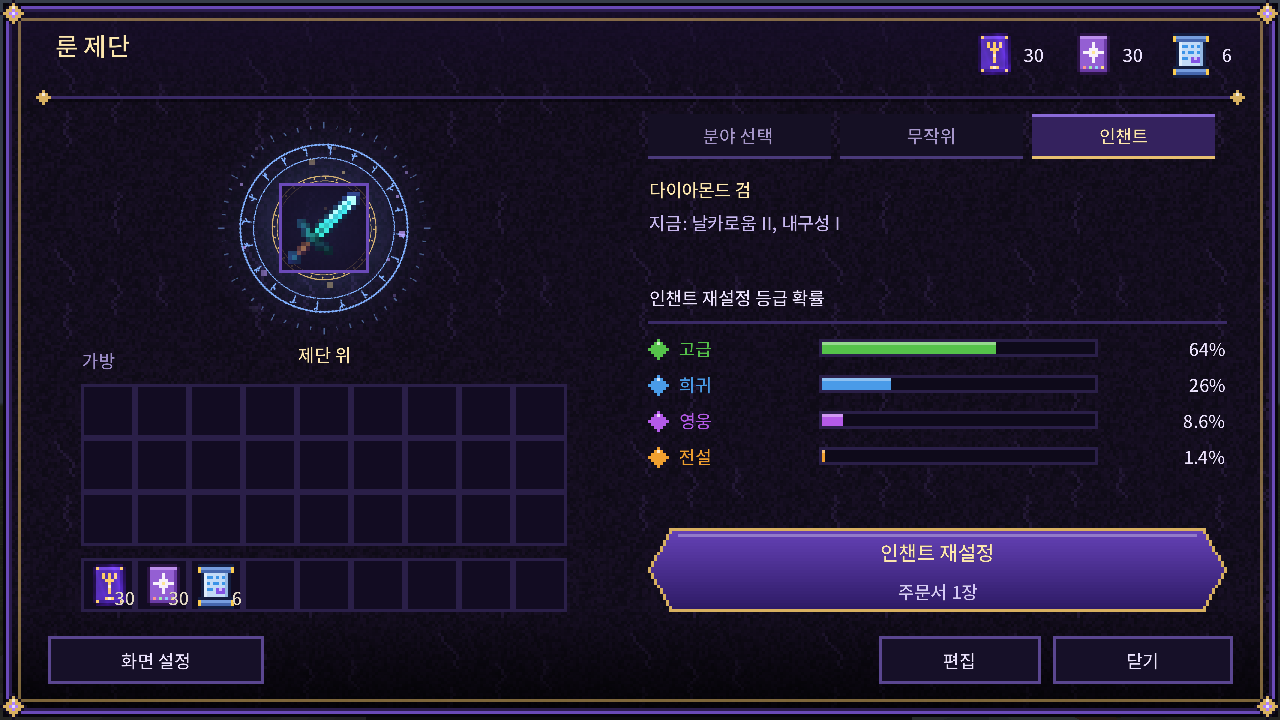 룬 제단
30
30
6
분야 선택
무작위
인챈트
다이아몬드 검
지금: 날카로움 II, 내구성 I
인챈트 재설정 등급 확률
고급
64%
희귀
26%
영웅
8.6%
전설
1.4%
제단 위
가방
30
30
6
인챈트 재설정
주문서 1장
화면 설정
편집
닫기